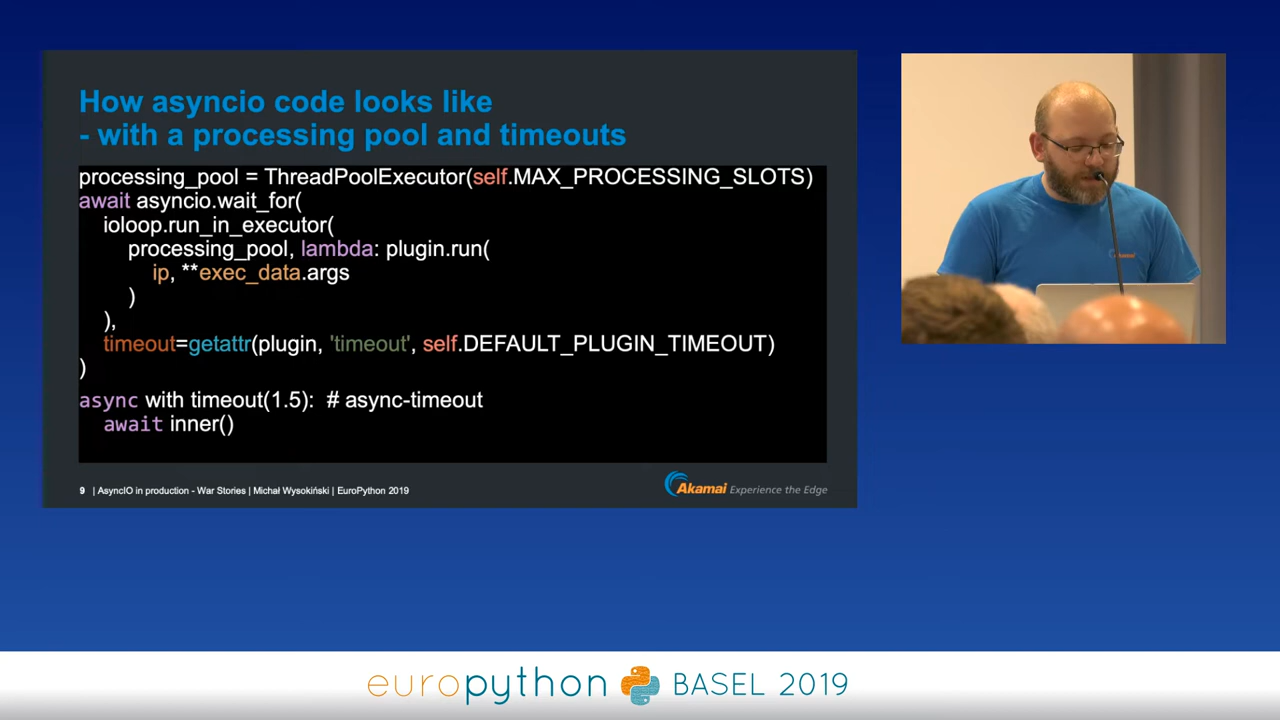 How asyncio code looks like
- with a processing pool and timeouts
processing_pool = ThreadPoolExecutor(self.MAX_PROCESSING_SLOTS)
await asyncio.wait_for(
ioloop.run_in_executor(
processing_pool, lambda: plugin.run(
ip, **exec_data.args
)
),
timeout=getattr(plugin, 'timeout', self.DEFAULT_PLUGIN_TIMEOUT)
)
async with timeout(1.5): # async-timeout
await inner()
9 | AsyncIO in production - War Stories | Michał Wysokiński | EuroPython 2019
Akamai Experience the Edge
Akamai
europython BASEL 2019